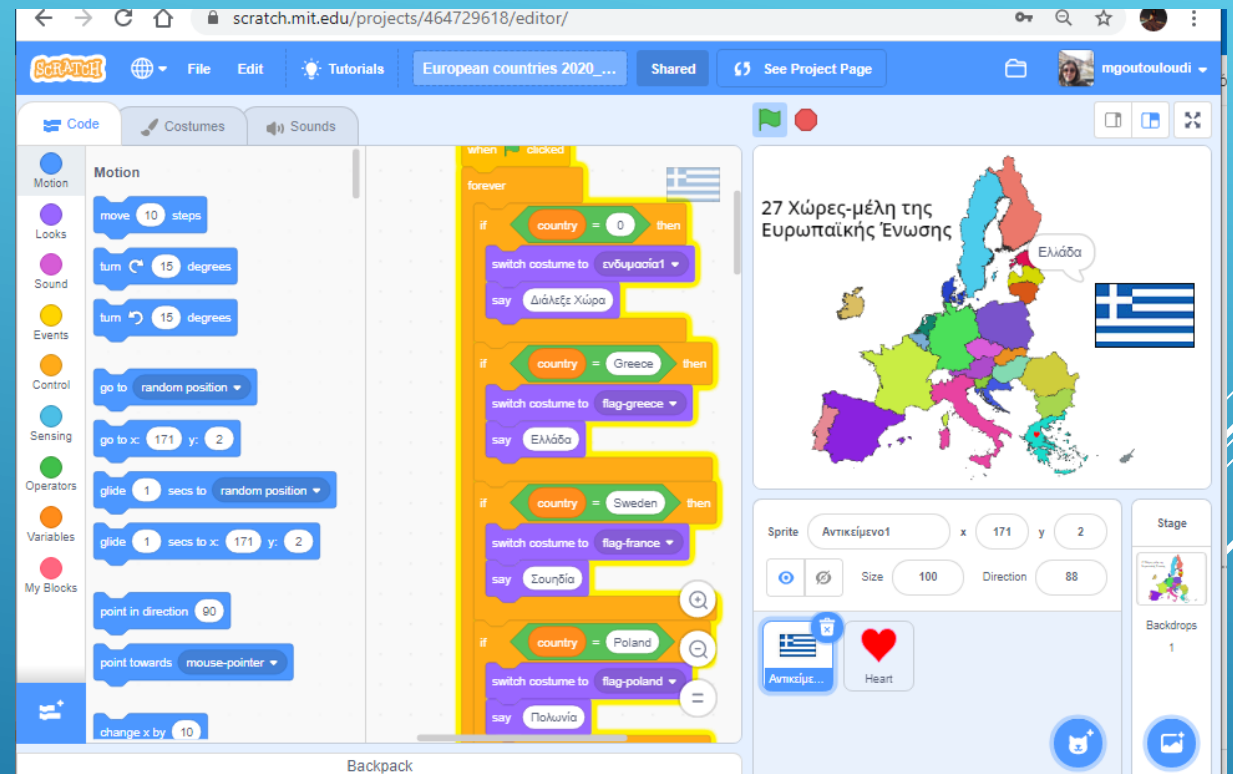 scratch.mit.edu/projects/464729618/editor/
SCRATCH
File
Edit
Tutorials
European countries 2020_...
Shared
See Project Page
mgoutouloudi
Code
Costumes
Sounds
Motion
Looks
Sound
Events
Control
Sensing
Operators
Variables
My Blocks
Motion
move 10 steps
turn 15 degrees
turn 15 degrees
go to random position
go to x: 171 y: 2
glide 1 secs to random position
glide 1 secs to x: 171 y: 2
point in direction 90
point towards mouse-pointer
change x by 10
when clicked
forever
if country = 0 then
switch costume to ενδυμασία1
say Διάλεξε Χώρα
if country = Greece then
switch costume to flag-greece
say Ελλάδα
if country = Sweden then
switch costume to flag-france
say Σουηδία
if country = Poland then
switch costume to flag-poland
say Πολωνία
Backpack
27 Χώρες-μέλη της
Ευρωπαϊκής Ένωσης
Ελλάδα
Sprite Αντικείμενο1 x 171 y 2
Size 100 Direction 88
Αντικείμε...
Heart
Stage
Backdrops
1